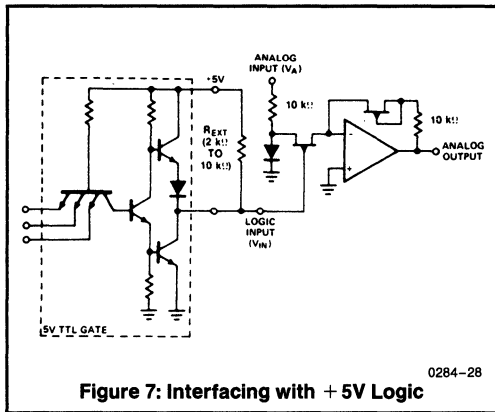 ANALOG
INPUT (VA)
+5V
10 kΩ
REXT
(2 kΩ
TO
10 kΩ)
10 kΩ
-
+
ANALOG
OUTPUT
LOGIC
INPUT
(VIN)
5V TTL GATE
0284-28
Figure 7: Interfacing with +5V Logic